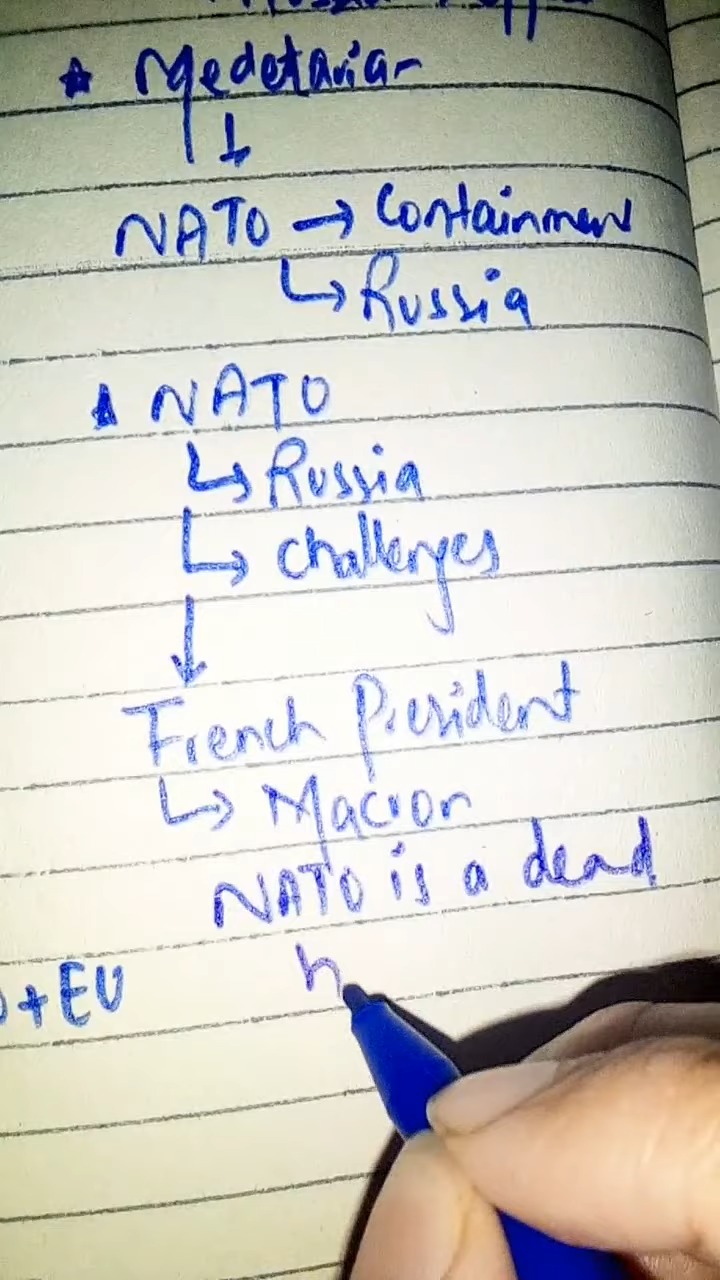 ★ Medetarian
↓
NATO → Containment
↳ Russia
★ NATO
↳ Russia
↳ Challenges
↓
French President
↳ Macron
NATO is a dead
h
+ EU